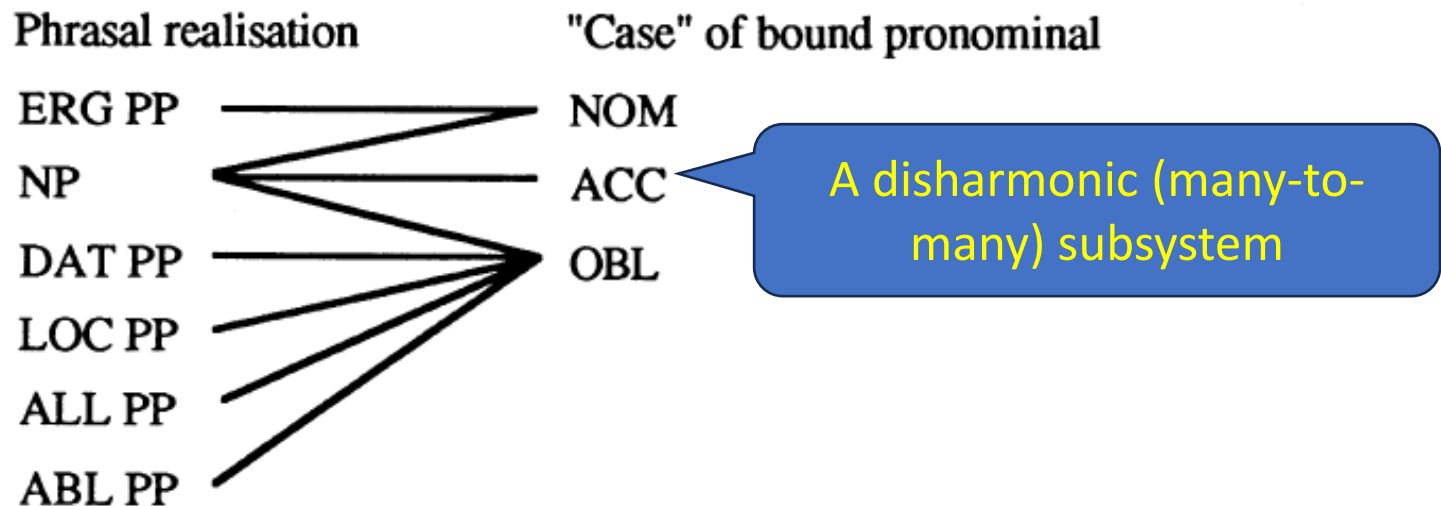 Phrasal realisation "Case" of bound pronominal
ERG PP NOM
NP ACC
DAT PP OBL
LOC PP
ALL PP
ABL PP
A disharmonic (many-to-
many) subsystem